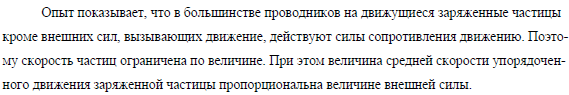 Опыт показывает, что в большинстве проводников на движущиеся заряженные частицы
кроме внешних сил, вызывающих движение, действуют силы сопротивления движению. Поэто-
му скорость частиц ограничена по величине. При этом величина средней скорости упорядочен-
ного движения заряженной частицы пропорциональна величине внешней силы.